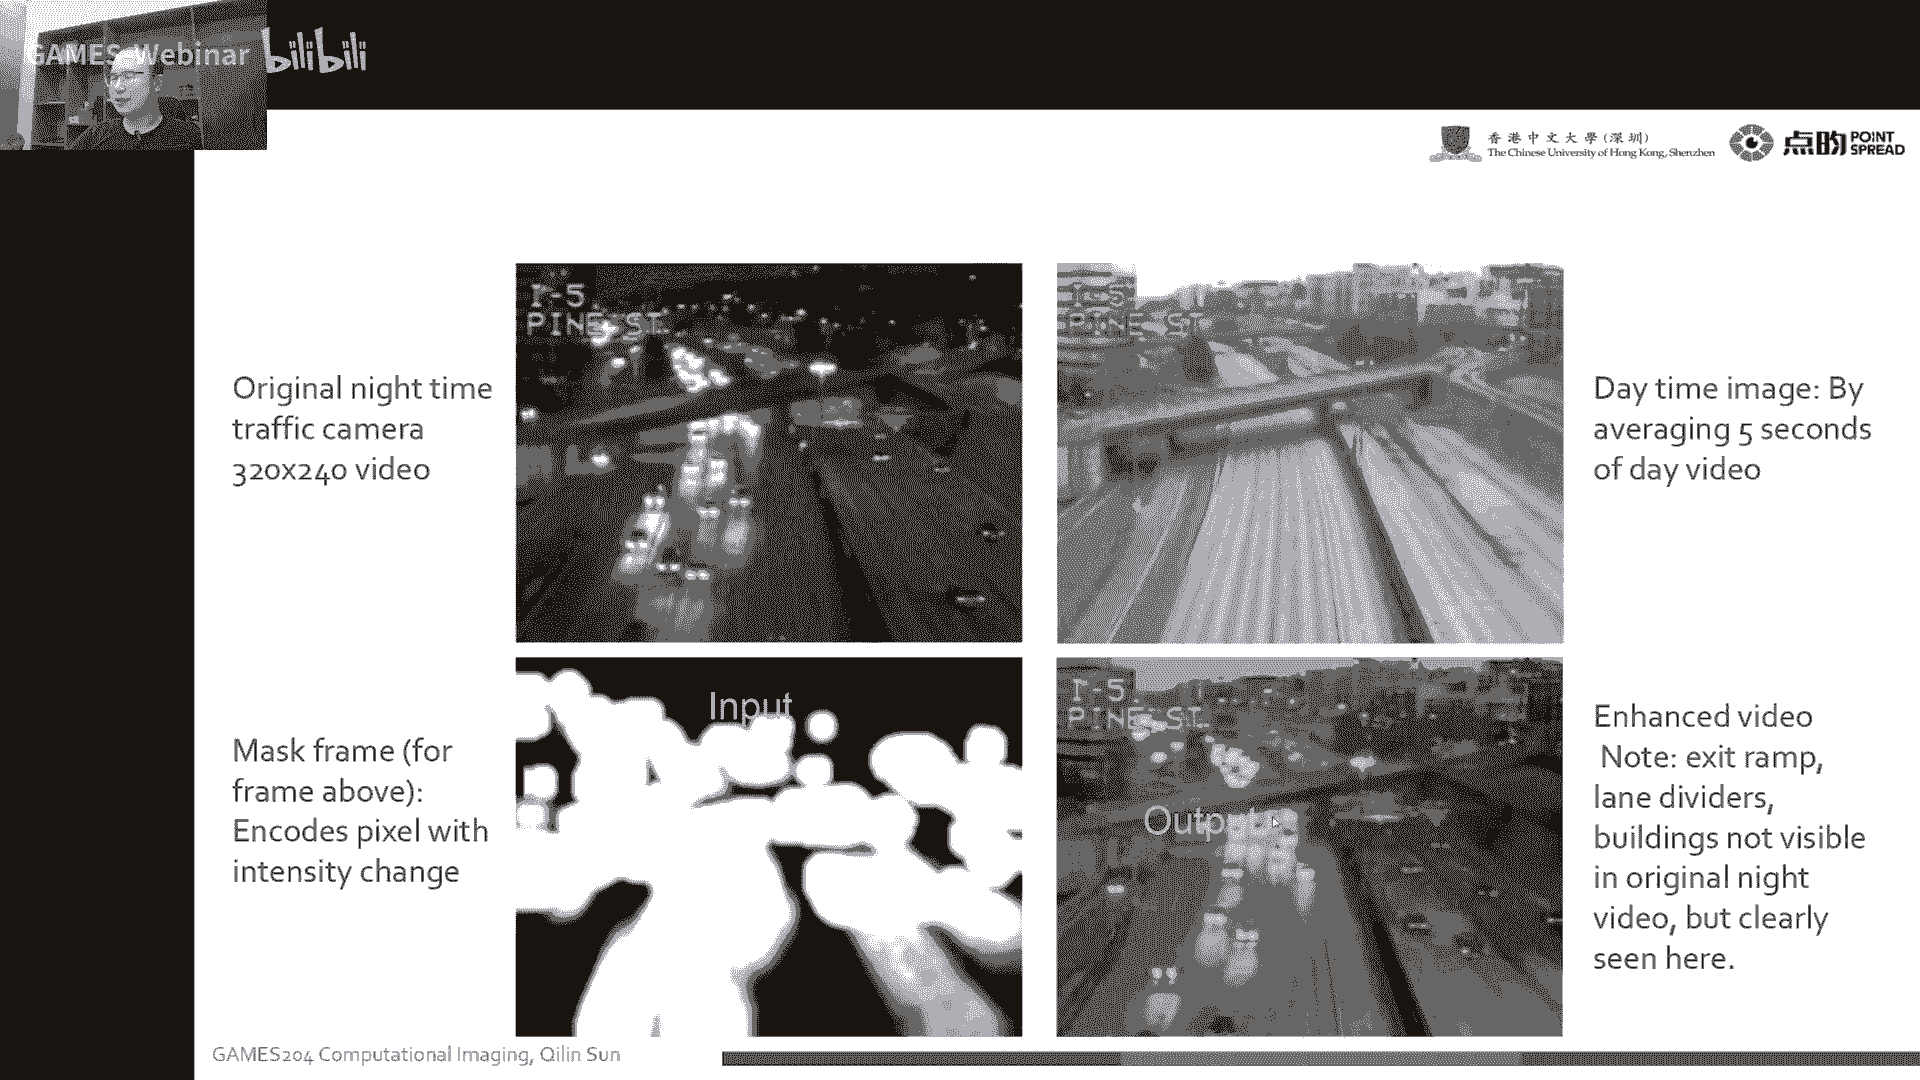 GAMES-Webinar bilibili
香港中文大學(深圳)
The Chinese University of Hong Kong, Shenzhen
点昀 POINT SPREAD
Original night time
traffic camera
320x240 video
I-5
PINE ST
I-5
PINE ST
Day time image: By
averaging 5 seconds
of day video
Mask frame (for
frame above):
Encodes pixel with
intensity change
Input
I-5
PINE ST
Output
Enhanced video
Note: exit ramp,
lane dividers,
buildings not visible
in original night
video, but clearly
seen here.
GAMES204 Computational Imaging, Qilin Sun